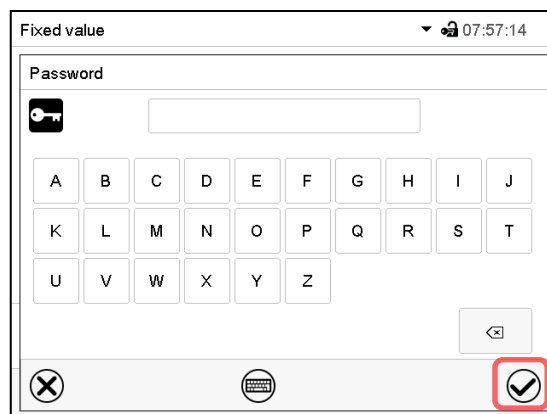 Fixed value 07:57:14
Password
A B C D E F G H I J
K L M N O P Q R S T
U V W X Y Z